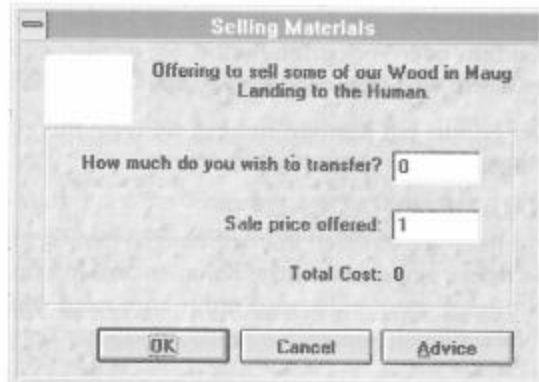 Selling Materials
Offering to sell some of our Wood in Maug
Landing to the Human.
How much do you wish to transfer? 0
Sale price offered: 1
Total Cost: 0
OK Cancel Advice